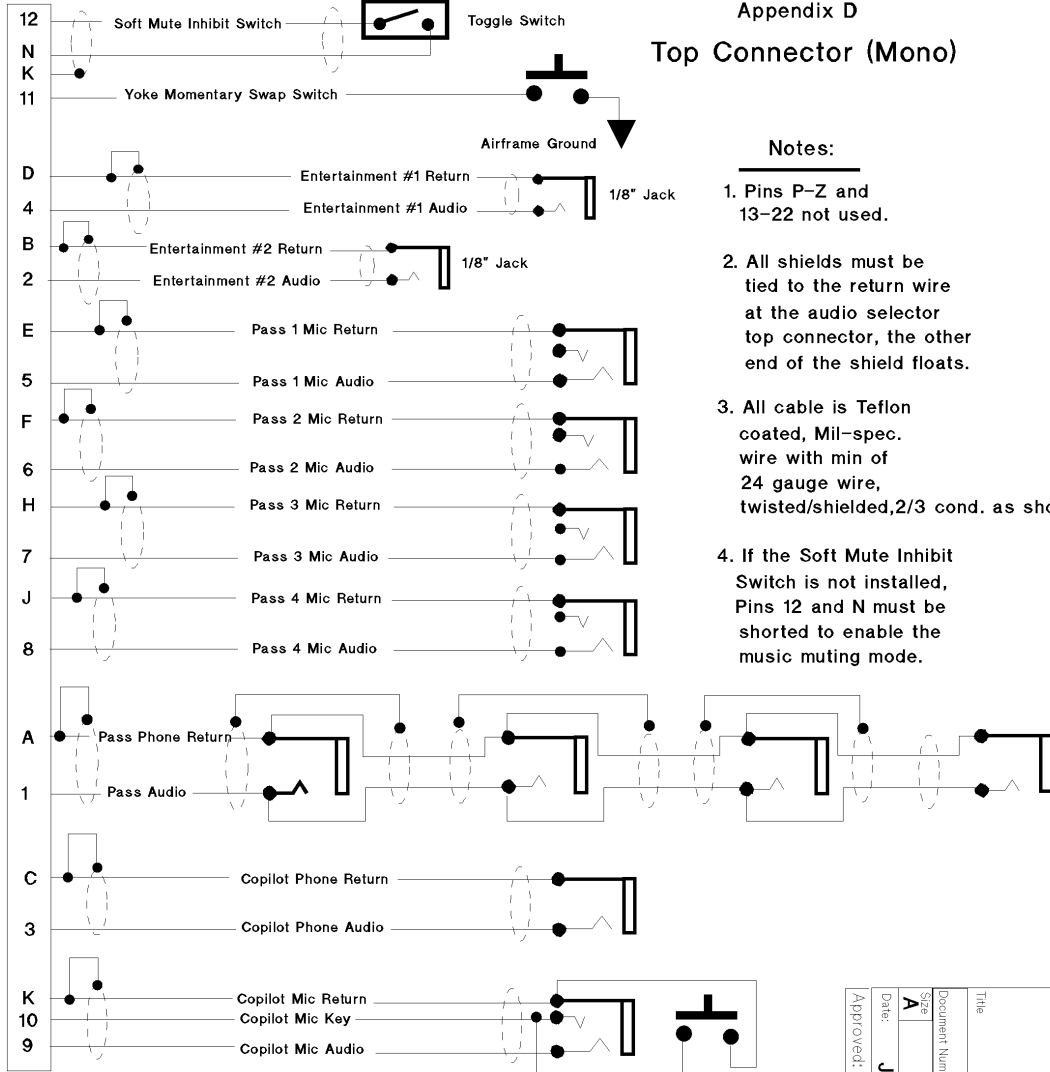 Appendix D
Top Connector (Mono)
12 Soft Mute Inhibit Switch Toggle Switch
N
K
11 Yoke Momentary Swap Switch
Airframe Ground
D Entertainment #1 Return
1/8" Jack
4 Entertainment #1 Audio
B Entertainment #2 Return
1/8" Jack
2 Entertainment #2 Audio
E Pass 1 Mic Return
5 Pass 1 Mic Audio
F Pass 2 Mic Return
6 Pass 2 Mic Audio
H Pass 3 Mic Return
7 Pass 3 Mic Audio
J Pass 4 Mic Return
8 Pass 4 Mic Audio
A Pass Phone Return
1 Pass Audio
C Copilot Phone Return
3 Copilot Phone Audio
K Copilot Mic Return
10 Copilot Mic Key
9 Copilot Mic Audio
Notes:
1. Pins P-Z and
13-22 not used.
2. All shields must be
tied to the return wire
at the audio selector
top connector, the other
end of the shield floats.
3. All cable is Teflon
coated, Mil-spec.
wire with min of
24 gauge wire,
twisted/shielded,2/3 cond. as sho
4. If the Soft Mute Inhibit
Switch is not installed,
Pins 12 and N must be
shorted to enable the
music muting mode.
Title
Document Num
Size
A
Date: J
Approved: